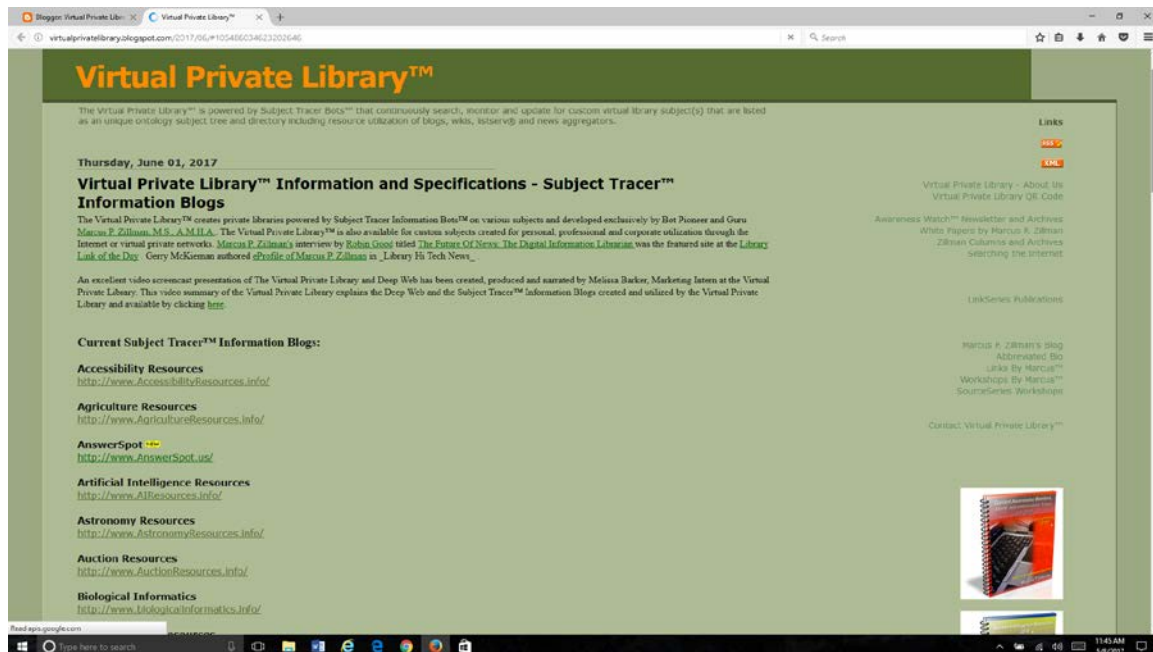 Blogger: Virtual Private Libr
Virtual Private Library™
virtualprivatelibrary.blogspot.com/2017/06/#105486034623202646
Search
Virtual Private Library™
The Virtual Private Library™ is powered by Subject Tracer Bots™ that continuously search, monitor and update for custom virtual library subject(s) that are listed
as an unique ontology subject tree and directory including resource utilization of blogs, wikis, listserv® and news aggregators.
Thursday, June 01, 2017
Virtual Private Library™ Information and Specifications - Subject Tracer™
Information Blogs
The Virtual Private Library™ creates private libraries powered by Subject Tracer Information Bots™ on various subjects and developed exclusively by Bot Pioneer and Guru
Marcus P. Zillman, M.S., A.M.H.A. The Virtual Private Library™ is also available for custom subjects created for personal, professional and corporate utilization through the
Internet or virtual private networks. Marcus P. Zillman's interview by Robin Good titled The Future Of News: The Digital Information Librarian was the featured site at the Library
Link of the Day. Gerry McKiernan authored eProfile of Marcus P. Zillman in _Library Hi Tech News_
An excellent video screencast presentation of The Virtual Private Library and Deep Web has been created, produced and narrated by Melissa Barker, Marketing Intern at the Virtual
Private Library. This video summary of the Virtual Private Library explains the Deep Web and the Subject Tracer™ Information Blogs created and utilized by the Virtual Private
Library and available by clicking here.
Current Subject Tracer™ Information Blogs:
Accessibility Resources
http://www.AccessibilityResources.info/
Agriculture Resources
http://www.AgricultureResources.info/
AnswerSpot
http://www.AnswerSpot.us/
Artificial Intelligence Resources
http://www.AIResources.info/
Astronomy Resources
http://www.AstronomyResources.info/
Auction Resources
http://www.AuctionResources.info/
Biological Informatics
http://www.BiologicalInformatics.info/
Links
RSS
XML
Virtual Private Library - About Us
Virtual Private Library QR Code
Awareness Watch™ Newsletter and Archives
White Papers by Marcus P. Zillman
Zillman Columns and Archives
Searching the Internet
LinkSeries Publications
Marcus P. Zillman's Blog
Abbreviated Bio
Links By Marcus™
Workshops By Marcus™
SourceSeries Workshops
Contact Virtual Private Library™
Read apis.google.com
Type here to search
11:45 AM